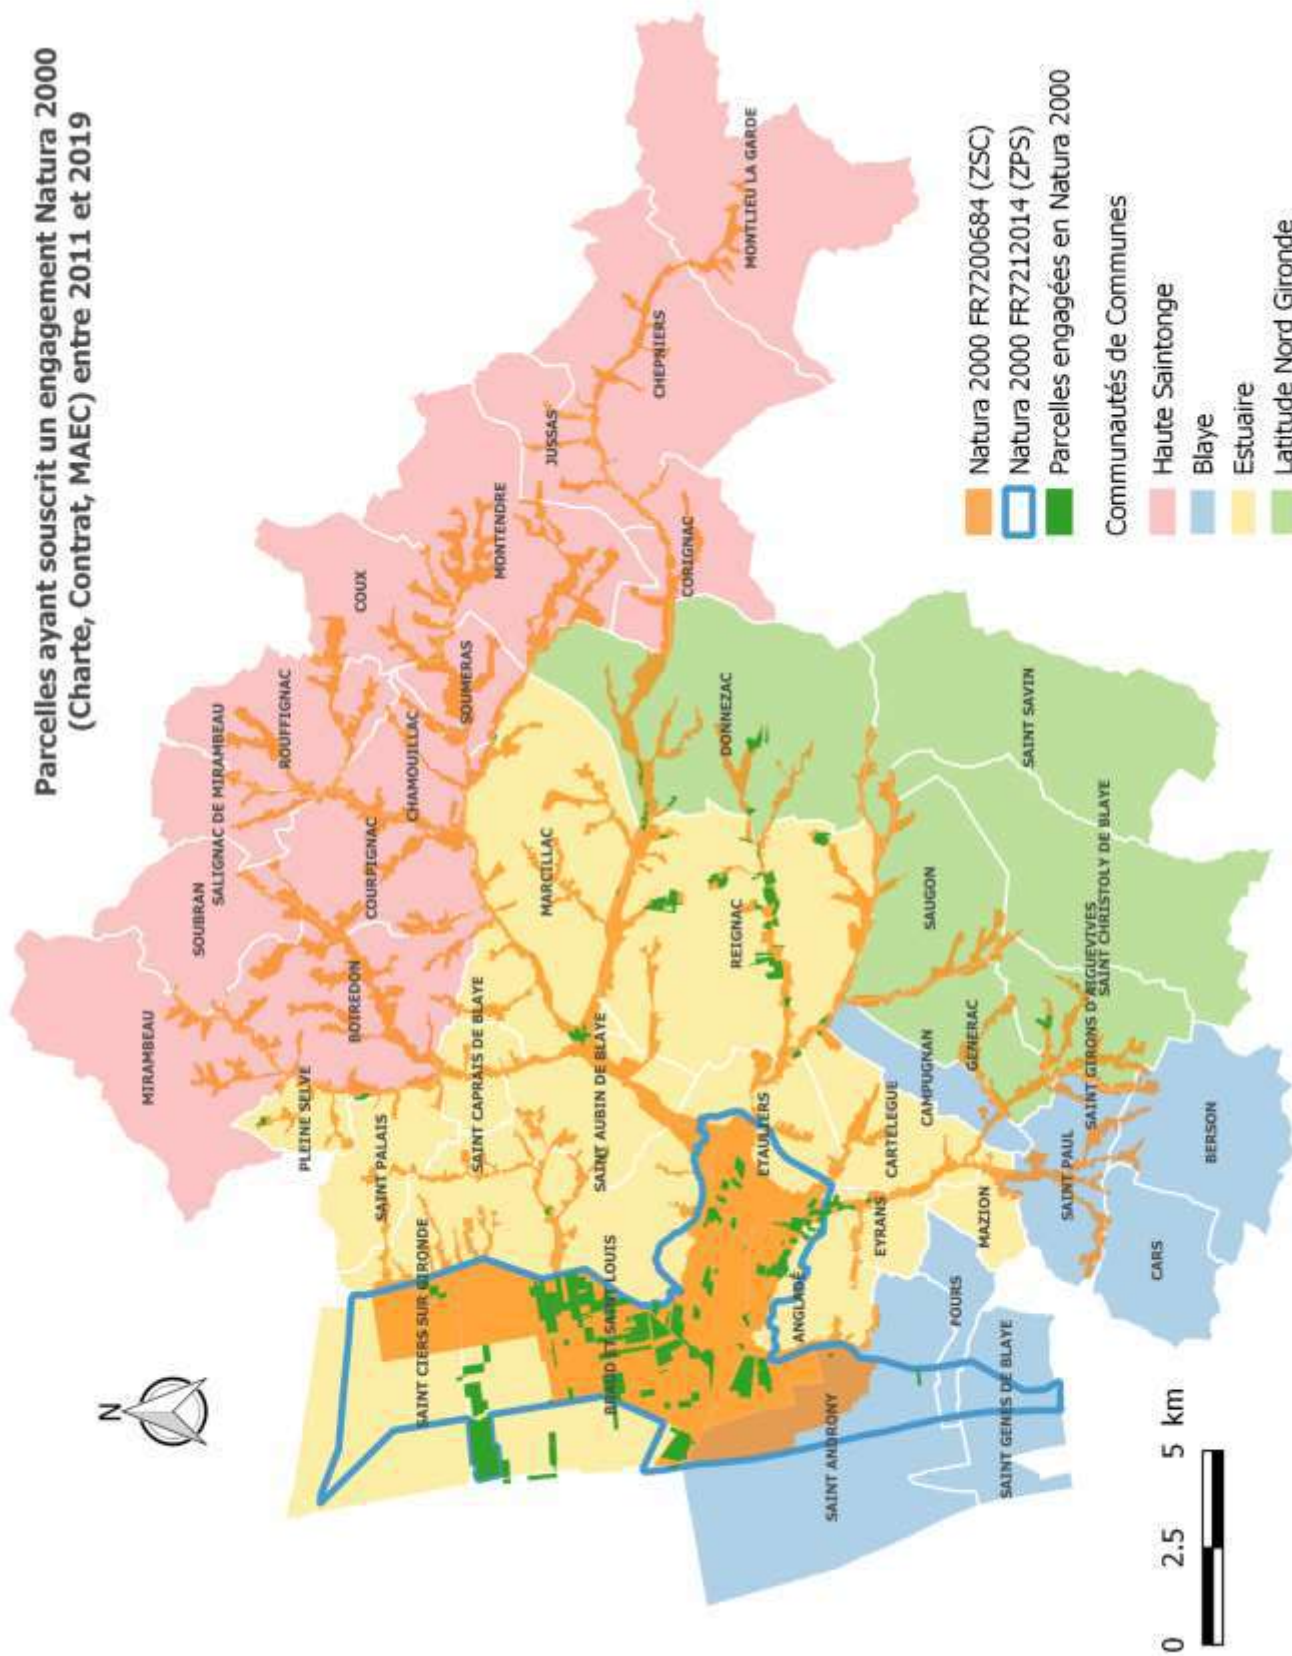 Parcelles ayant souscrit un engagement Natura 2000
(Charte, Contrat, MAEC) entre 2011 et 2019
N
MIRAMBEAU
SOUBRAN
SALIGNAC DE MIRAMBEAU
ROUFFIGNAC
COUX
PLEINE SELVE
BOIREDON
COURPIGNAC
CHAMOUILLAC
SOUMERAS
MONTENDRE
JUSSAS
CHEPNIERS
MONTLIEU LA GARDE
CORIGNAC
SAINT PALAIS
SAINT CIERS SUR GIRONDE
SAINT CAPRAIS DE BLAYE
MARCILLAC
SAINT AUBIN DE BLAYE
BRAUD ET SAINT LOUIS
DONNEZAC
REIGNAC
ETAULIERS
ANGLADE
SAINT ANDRONY
EYRANS
CARTELEGUE
CAMPUGNAN
SAUGON
GENERAC
SAINT SAVIN
FOURS
MAZION
SAINT GENES DE BLAYE
SAINT PAUL
SAINT GIRONS D'AIGUEVIVES
SAINT CHRISTOLY DE BLAYE
CARS
BERSON
Natura 2000 FR7200684 (ZSC)
Natura 2000 FR7212014 (ZPS)
Parcelles engagées en Natura 2000
Communautés de Communes
Haute Saintonge
Blaye
Estuaire
Latitude Nord Gironde
0 2.5 5 km